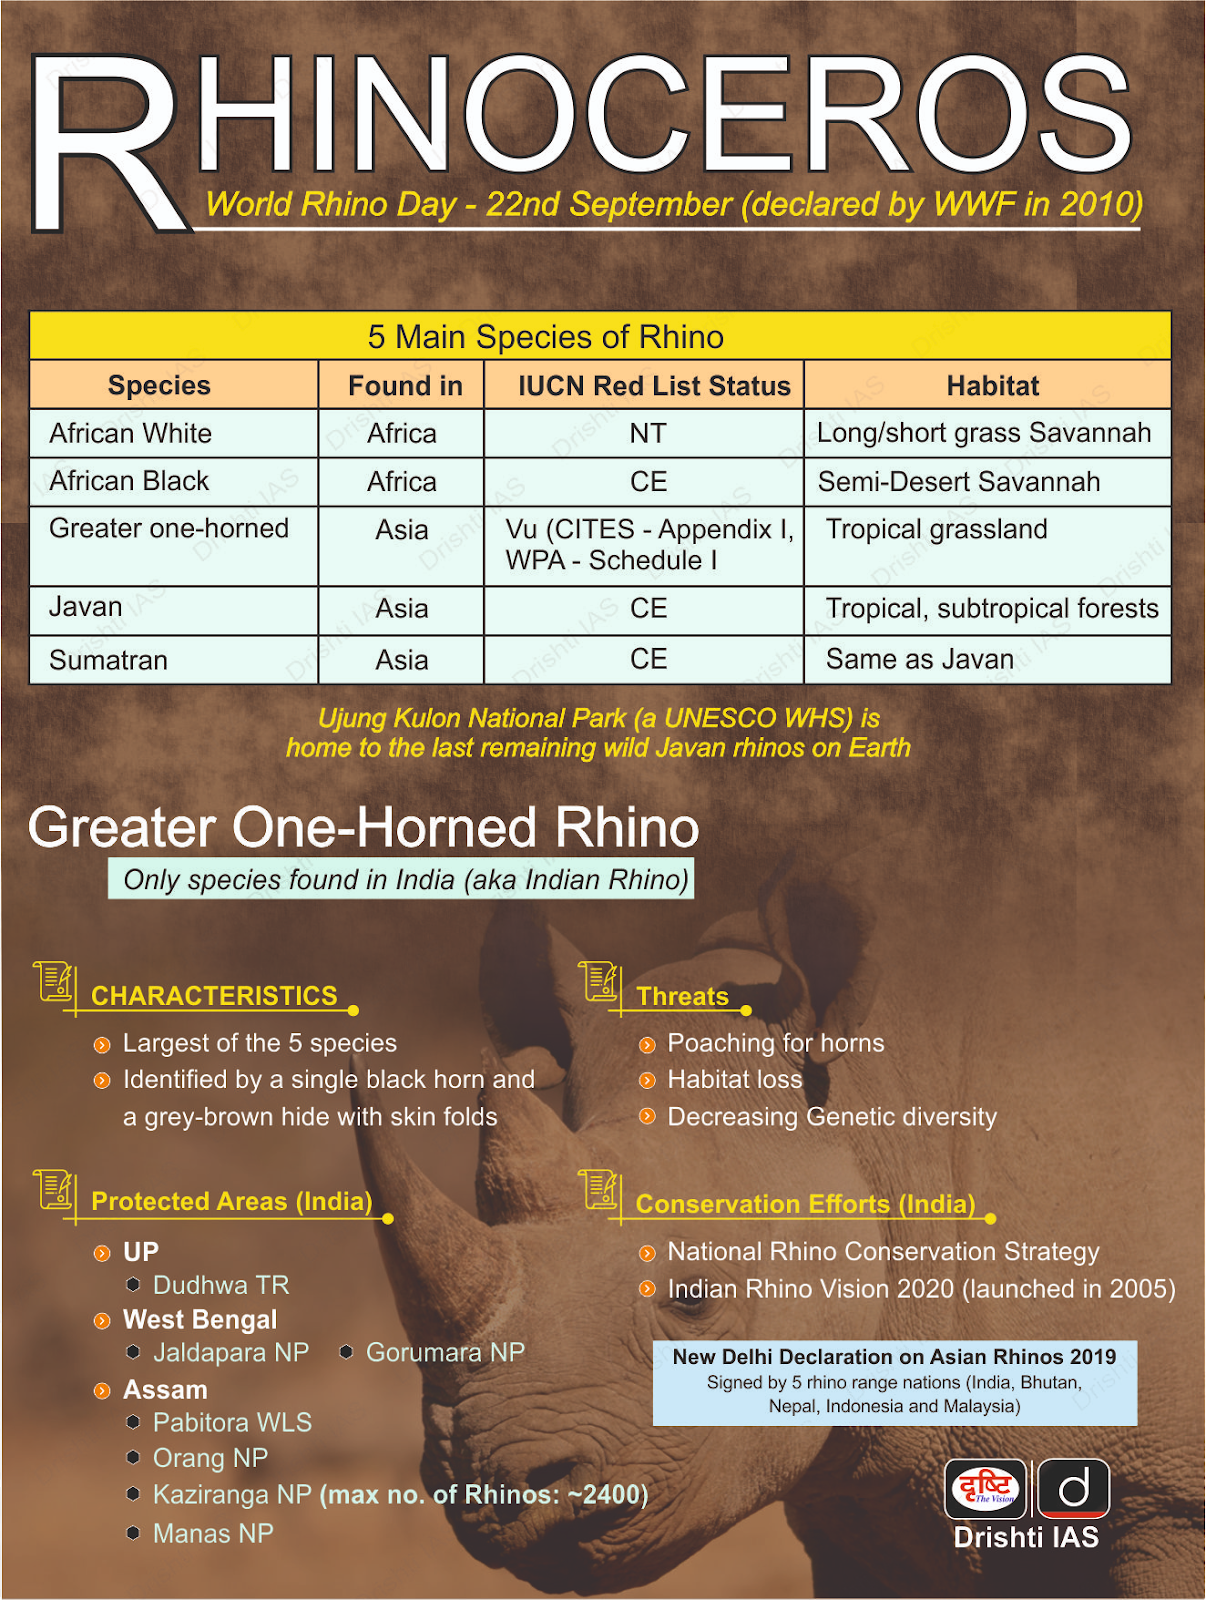 RHINOCEROS
World Rhino Day - 22nd September (declared by WWF in 2010)
5 Main Species of Rhino
Species Found in IUCN Red List Status Habitat
African White Africa NT Long/short grass Savannah
African Black Africa CE Semi-Desert Savannah
Greater one-horned Asia Vu (CITES - Appendix I, Tropical grassland
WPA - Schedule I
Javan Asia CE Tropical, subtropical forests
Sumatran Asia CE Same as Javan
Ujung Kulon National Park (a UNESCO WHS) is
home to the last remaining wild Javan rhinos on Earth
Greater One-Horned Rhino
Only species found in India (aka Indian Rhino)
CHARACTERISTICS
Largest of the 5 species
Identified by a single black horn and
a grey-brown hide with skin folds
Threats
Poaching for horns
Habitat loss
Decreasing Genetic diversity
Protected Areas (India)
UP
Dudhwa TR
West Bengal
Jaldapara NP Gorumara NP
Assam
Pabitora WLS
Orang NP
Kaziranga NP (max no. of Rhinos: ~2400)
Manas NP
Conservation Efforts (India)
National Rhino Conservation Strategy
Indian Rhino Vision 2020 (launched in 2005)
New Delhi Declaration on Asian Rhinos 2019
Signed by 5 rhino range nations (India, Bhutan,
Nepal, Indonesia and Malaysia)
दृष्टि
The Vision
d
Drishti IAS